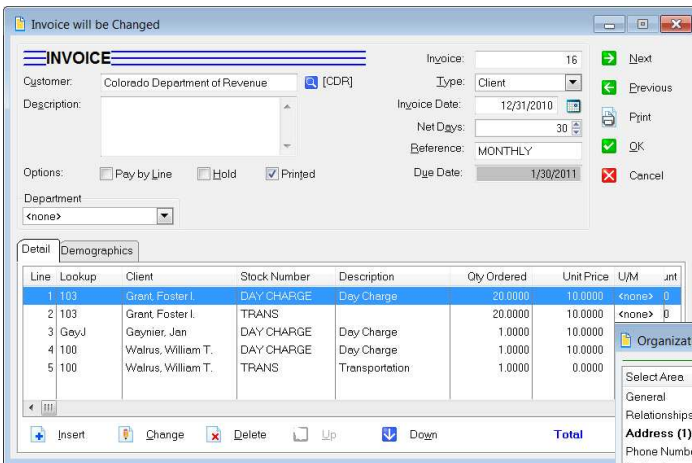 Invoice will be Changed
INVOICE
Invoice: 16
Next
Customer: Colorado Department of Revenue [CDR]
Type: Client
Previous
Description:
Invoice Date: 12/31/2010
Print
Net Days: 30
Reference: MONTHLY
OK
Options: Pay by Line Hold Printed
Due Date: 1/30/2011
Cancel
Department
<none>
Detail Demographics
Line Lookup Client Stock Number Description Qty Ordered Unit Price U/M
1 103 Grant, Foster I. DAY CHARGE Day Charge 20.0000 10.0000 <none> 0
2 103 Grant, Foster I. TRANS 20.0000 10.0000 <none> 0
3 GayJ Gaynier, Jan DAY CHARGE Day Charge 1.0000 10.0000
4 100 Walrus, William T. DAY CHARGE Day Charge 1.0000 10.0000
5 100 Walrus, William T. TRANS Transportation 1.0000 0.0000
Insert Change Delete Up Down Total
Organizat
Select Area
General
Relationships
Address (1)
Phone Numb